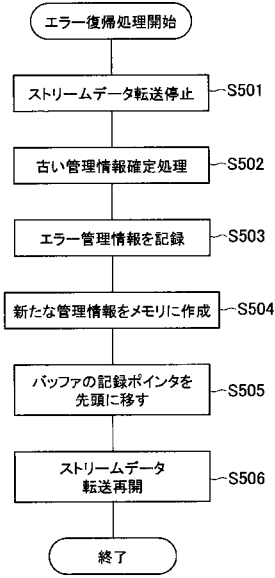 エラー復帰処理開始
ストリームデータ転送停止
S501
古い管理情報確定処理
S502
エラー管理情報を記録
S503
新たな管理情報をメモリに作成
S504
バッファの記録ポインタを
先頭に移す
S505
ストリームデータ
転送再開
S506
終了